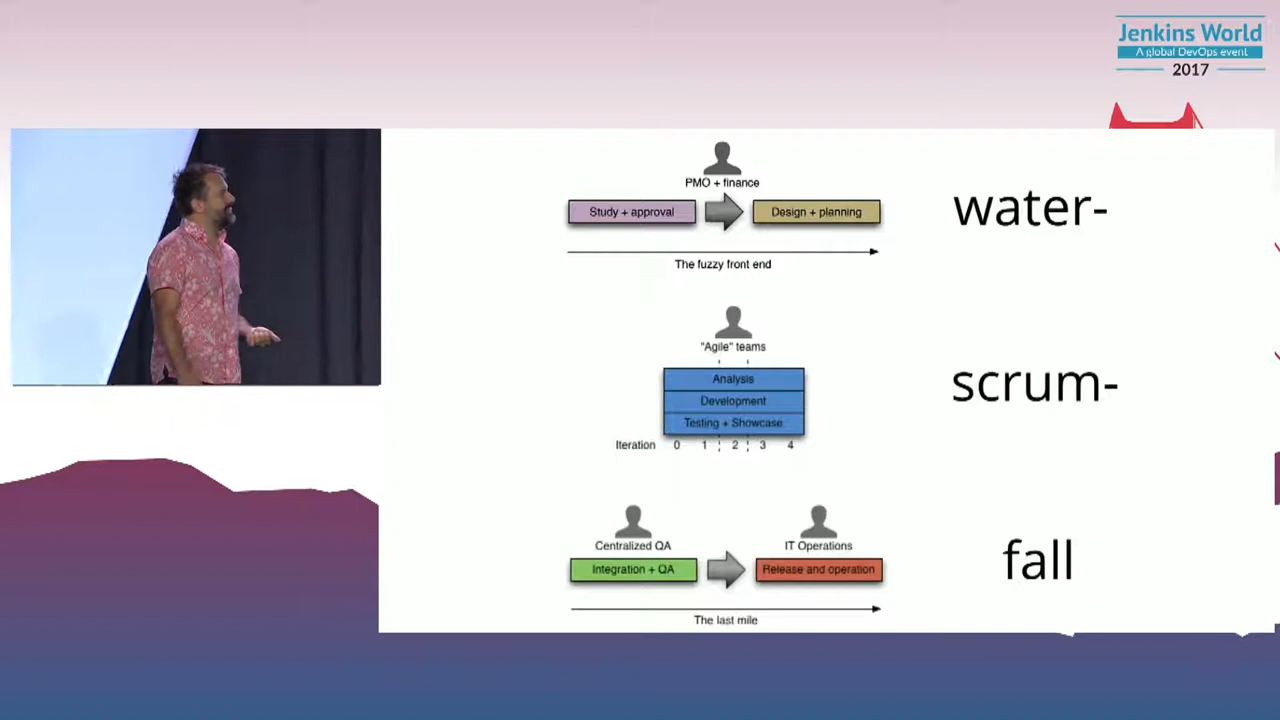 Jenkins World
A global DevOps event
2017
PMO + finance
Study + approval
Design + planning
The fuzzy front end
water-
"Agile" teams
Analysis
Development
Testing + Showcase
Iteration 0 1 2 3 4
scrum-
Centralized QA
IT Operations
Integration + QA
Release and operation
The last mile
fall